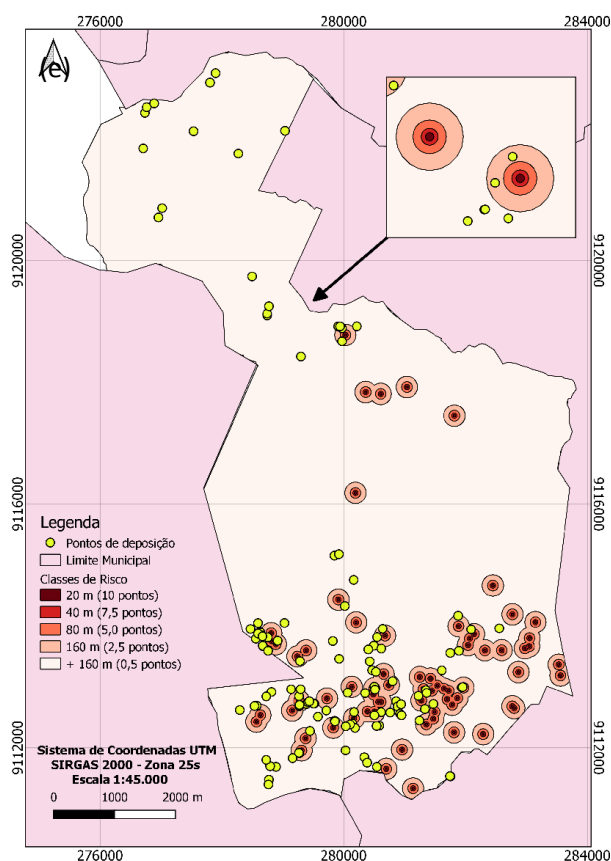 276000
280000
284000
(e)
9120000
9120000
9116000
9116000
Legenda
Pontos de deposição
Limite Municipal
Classes de Risco
20 m (10 pontos)
40 m (7,5 pontos)
80 m (5,0 pontos)
160 m (2,5 pontos)
+ 160 m (0,5 pontos)
9112000
9112000
Sistema de Coordenadas UTM
SIRGAS 2000 - Zona 25s
Escala 1:45.000
0 1000 2000 m
276000
280000
284000